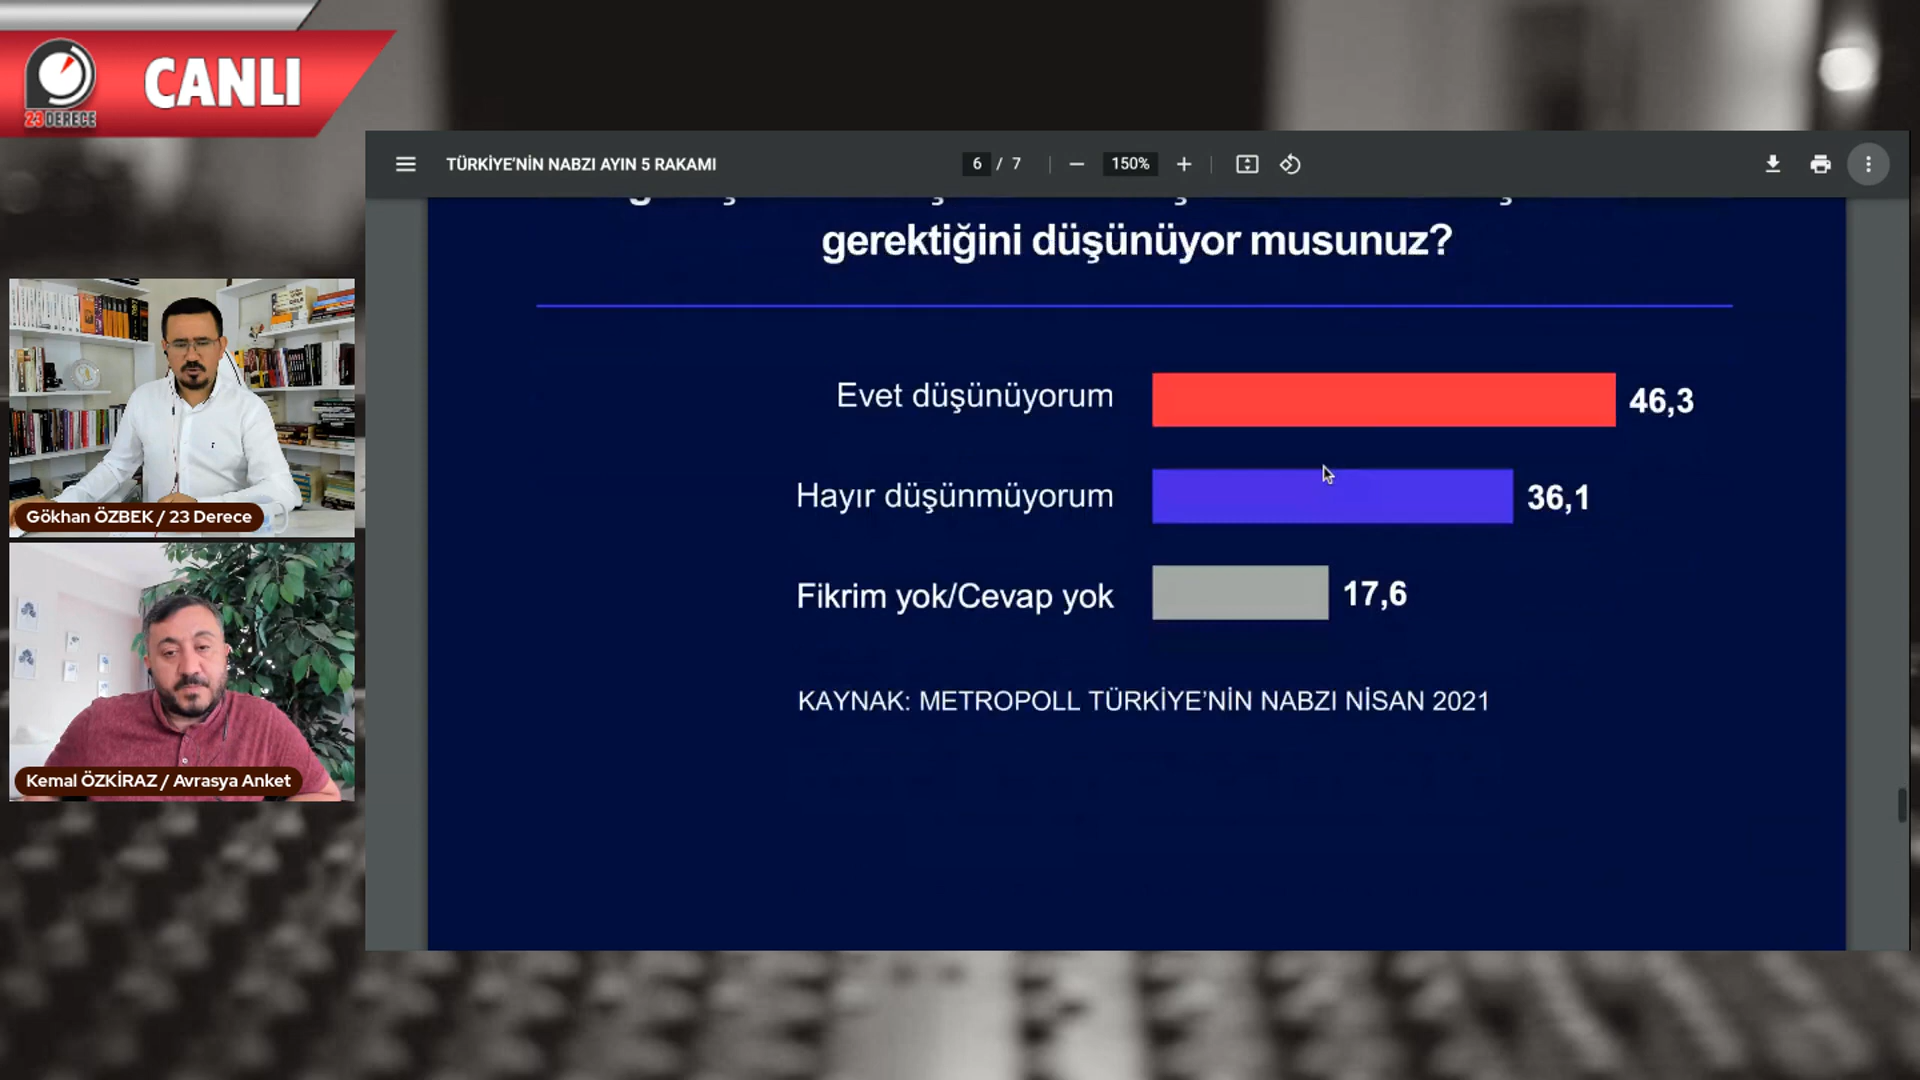 CANLI
23DERECE
TÜRKİYE'NİN NABZI AYIN 5 RAKAMI
6 / 7
150%
gerektiğini düşünüyor musunuz?
Evet düşünüyorum 46,3
Hayır düşünmüyorum 36,1
Fikrim yok/Cevap yok 17,6
KAYNAK: METROPOLL TÜRKİYE'NİN NABZI NİSAN 2021
Gökhan ÖZBEK / 23 Derece
Kemal ÖZKİRAZ / Avrasya Anket